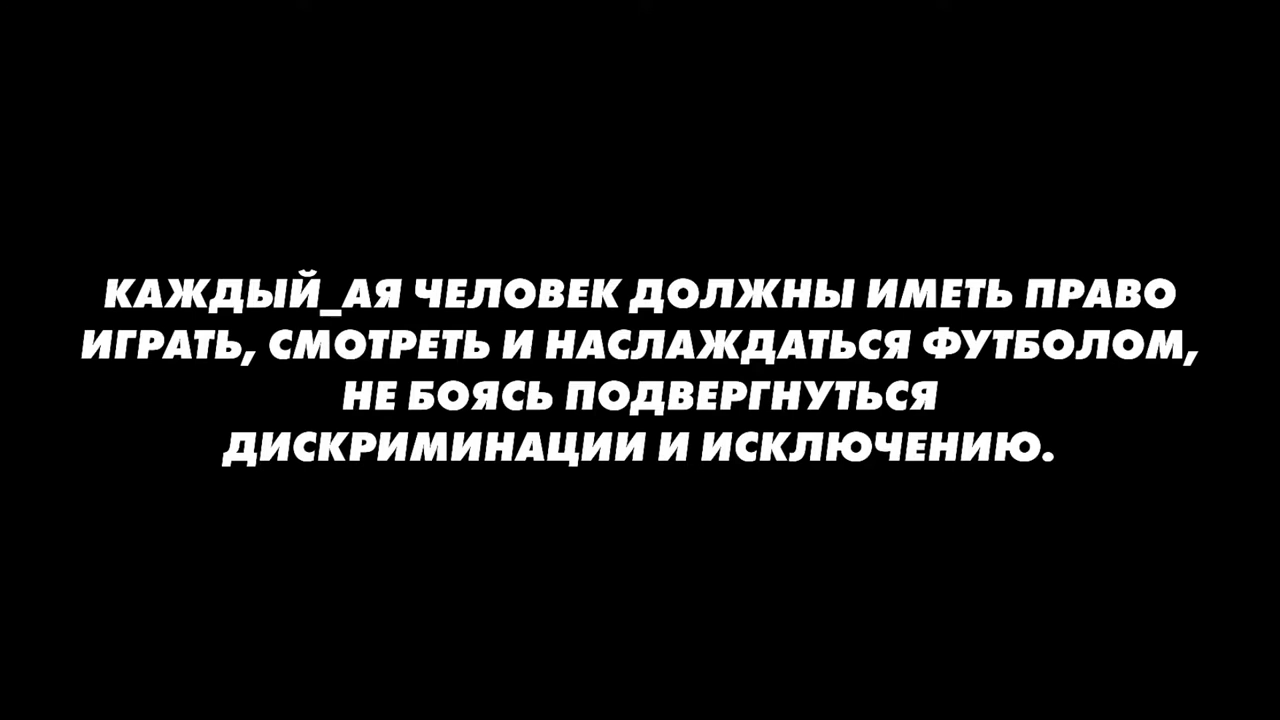 КАЖДЫЙ_АЯ ЧЕЛОВЕК ДОЛЖНЫ ИМЕТЬ ПРАВО
ИГРАТЬ, СМОТРЕТЬ И НАСЛАЖДАТЬСЯ ФУТБОЛОМ,
НЕ БОЯСЬ ПОДВЕРГНУТЬСЯ
ДИСКРИМИНАЦИИ И ИСКЛЮЧЕНИЮ.